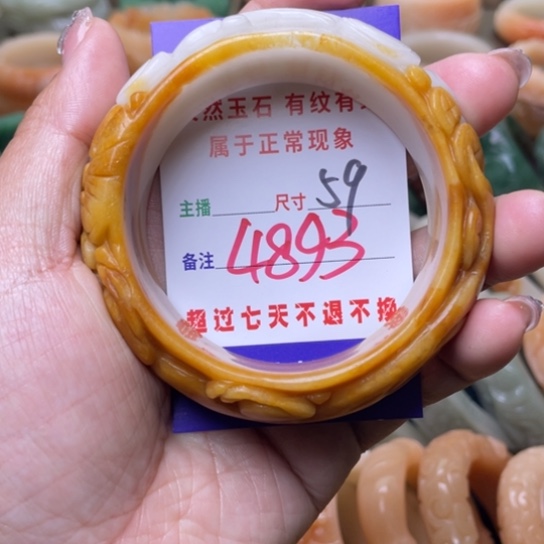 然玉石 有纹有
属于正常现象
主播 尺寸 59
备注 4893
超过七天不退不换